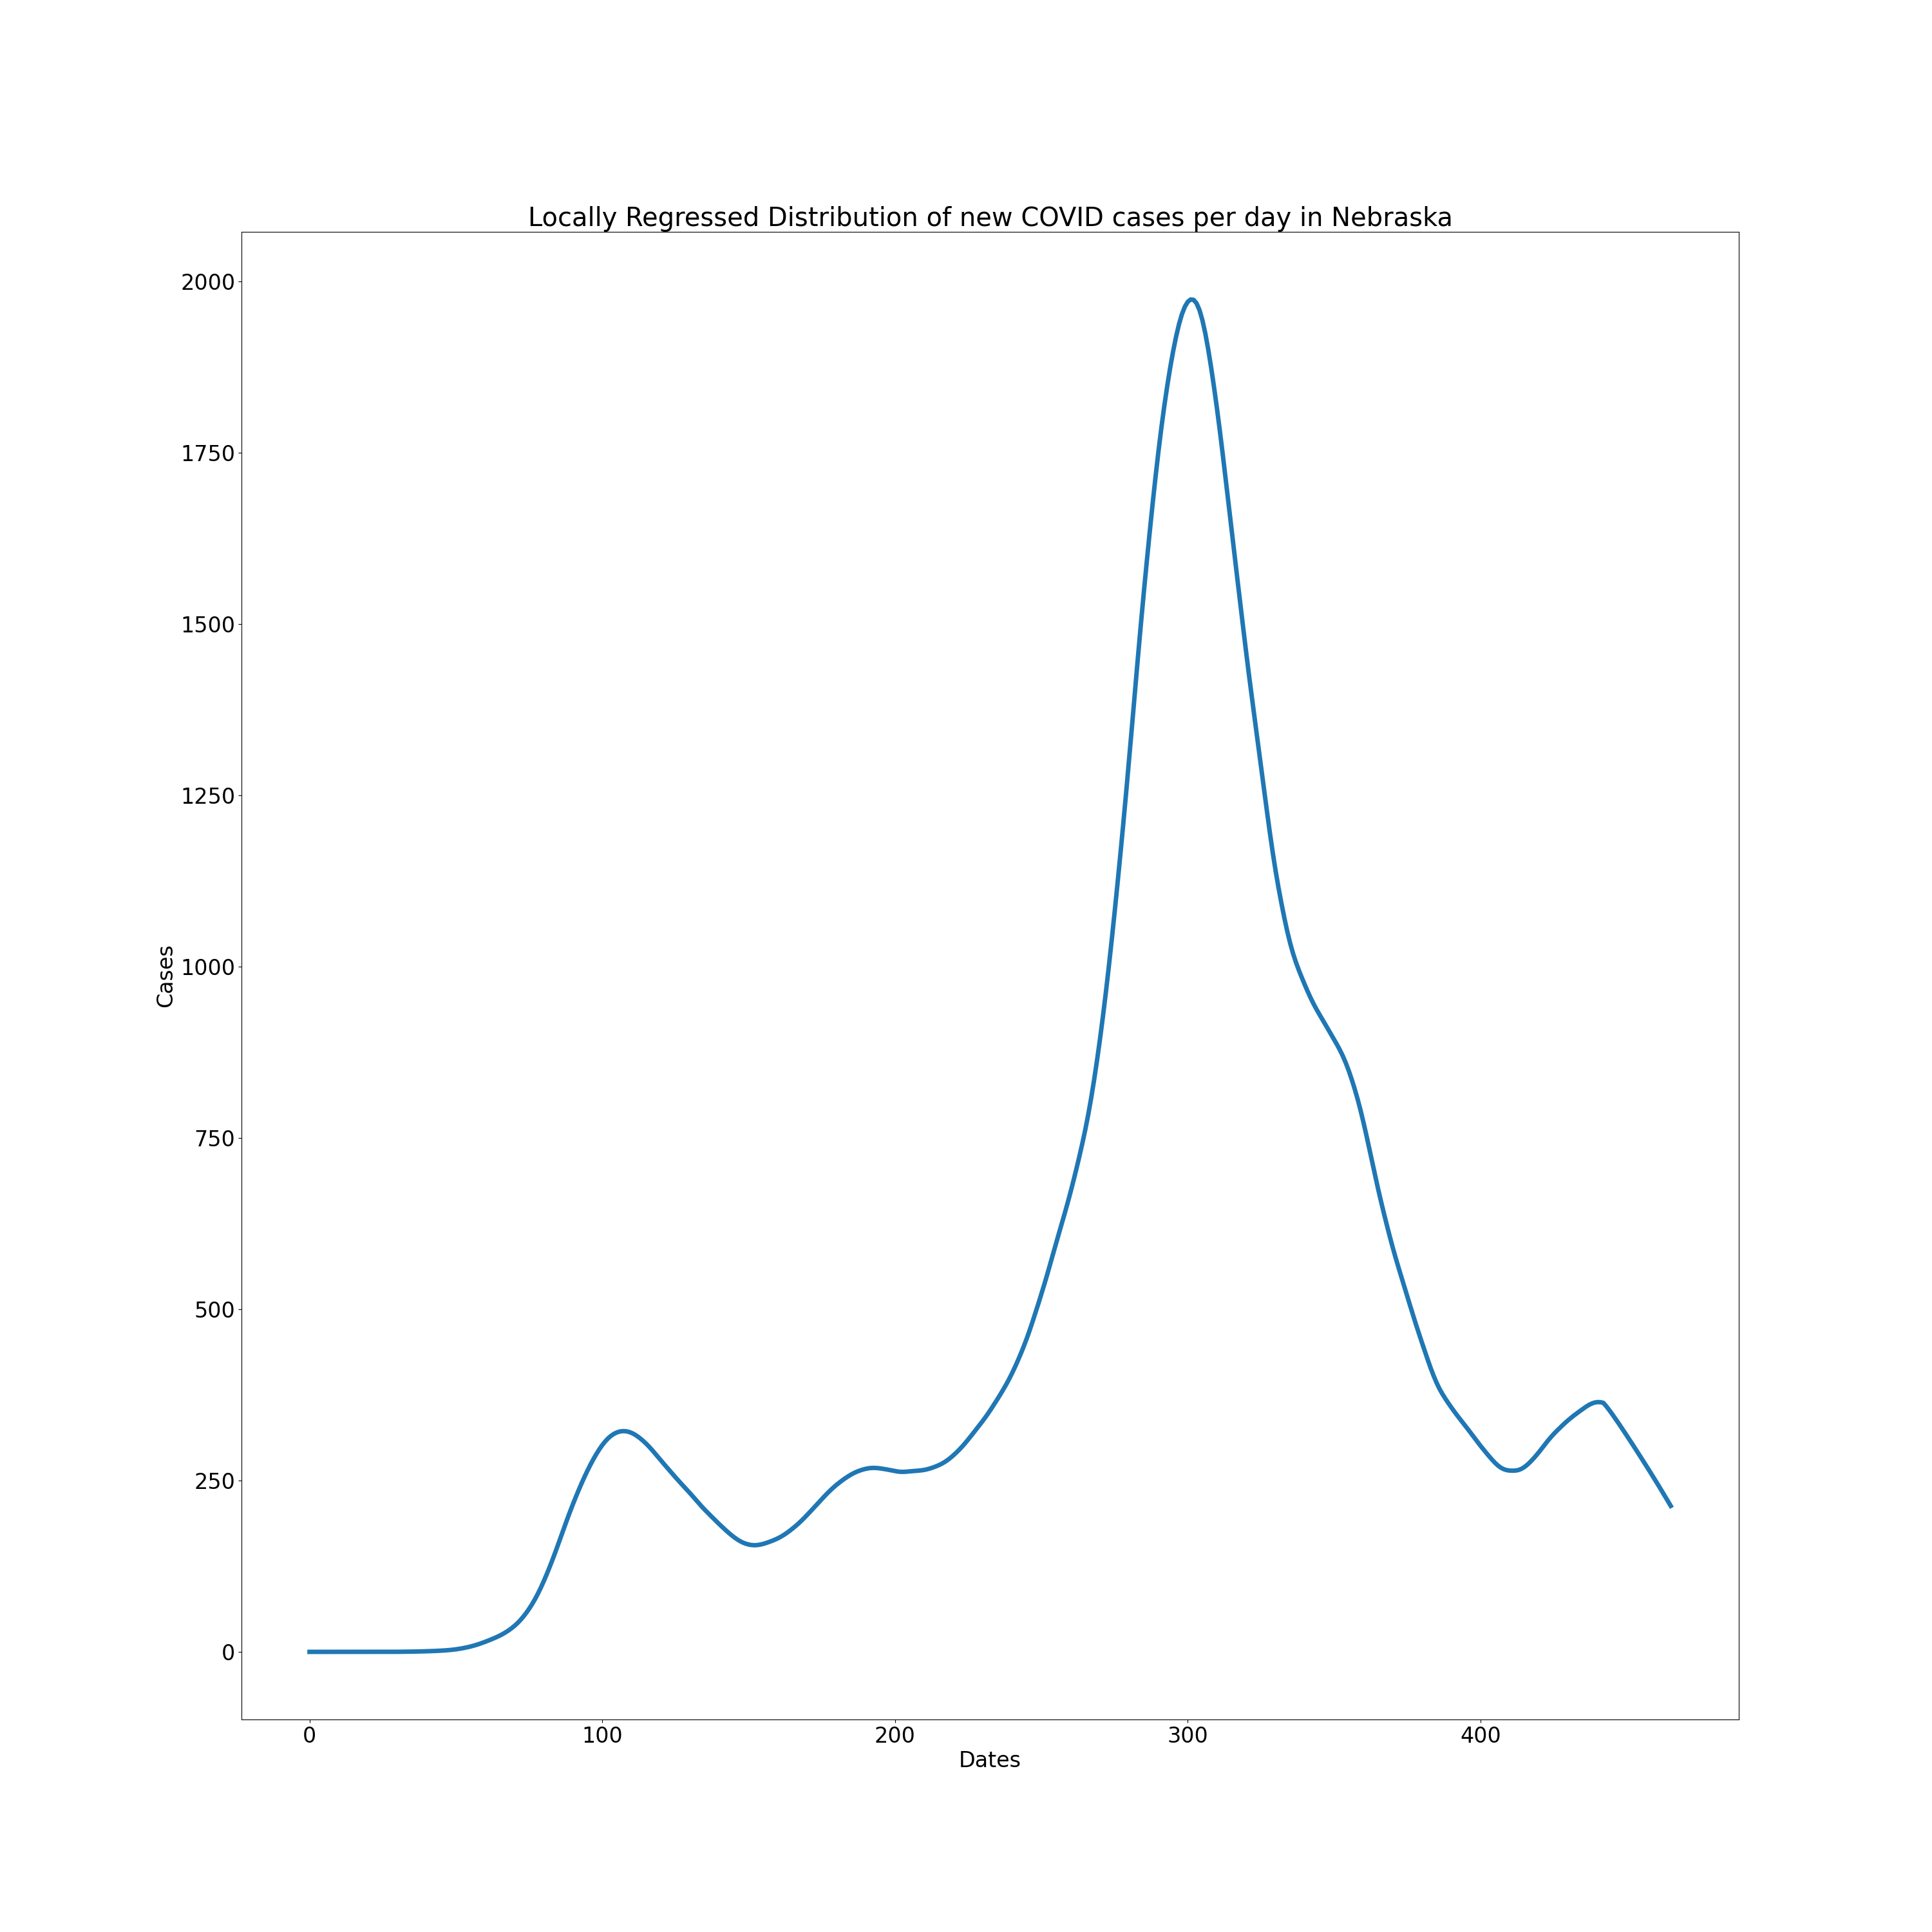 Locally Regressed Distribution of new COVID cases per day in Nebraska
2000
1750
1500
1250
1000
750
500
250
0
Cases
0 100 200 300 400
Dates